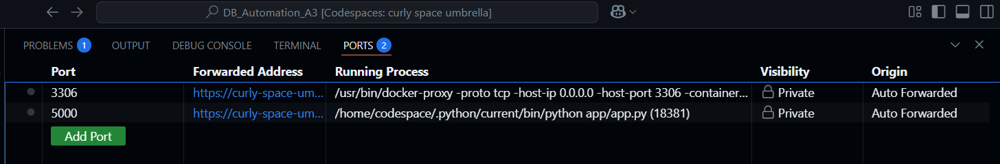 DB_Automation_A3 [Codespaces: curly space umbrella]
PROBLEMS 1 OUTPUT DEBUG CONSOLE TERMINAL PORTS 2
Port Forwarded Address Running Process Visibility Origin
3306 https://curly-space-um... /usr/bin/docker-proxy -proto tcp -host-ip 0.0.0.0 -host-port 3306 -container... Private Auto Forwarded
5000 https://curly-space-um... /home/codespace/.python/current/bin/python app/app.py (18381) Private Auto Forwarded
Add Port